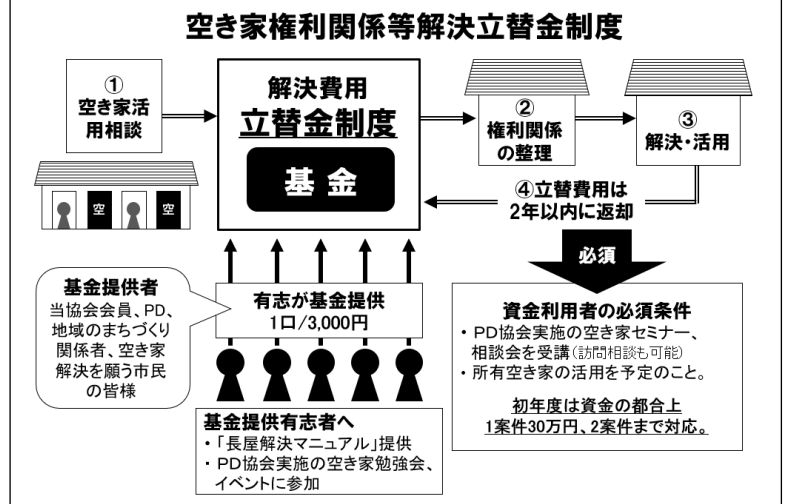 空き家権利関係等解決立替金制度
①
空き家活
用相談
解決費用
立替金制度
基金
②
権利関係
の整理
③
解決・活用
空
空
④立替費用は
2年以内に返却
必須
基金提供者
当協会会員、PD、
地域のまちづくり
関係者、空き家
解決を願う市民
の皆様
有志が基金提供
1口/3,000円
基金提供有志者へ
・「長屋解決マニュアル」提供
・PD協会実施の空き家勉強会、
イベントに参加
資金利用者の必須条件
・PD協会実施の空き家セミナー、
相談会を受講(訪問相談も可能)
・所有空き家の活用を予定のこと。
初年度は資金の都合上
1案件30万円、2案件まで対応。